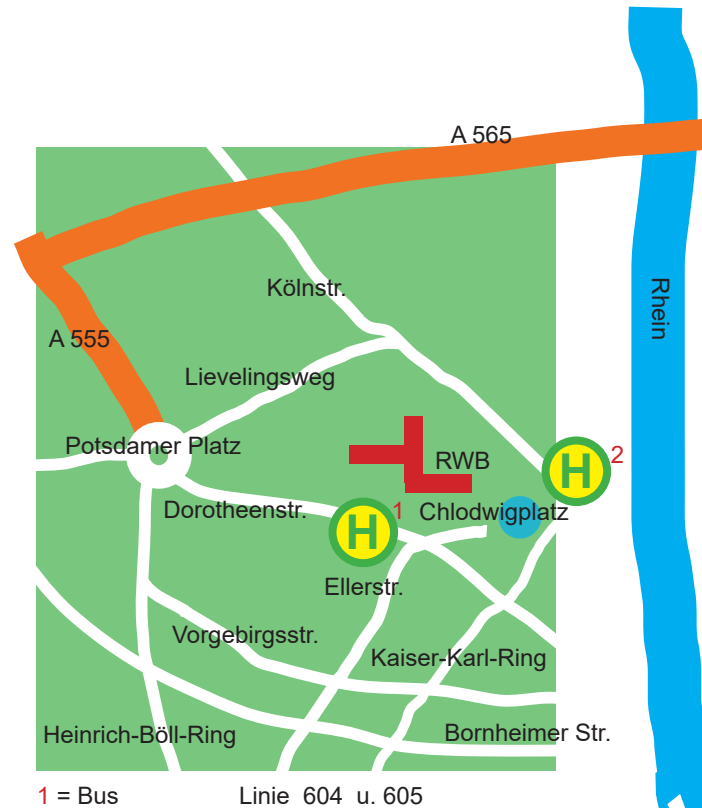 A 565
Rhein
Kölnstr.
A 555
Lievelingsweg
Potsdamer Platz
RWB
H 2
Dorotheenstr.
H 1
Chlodwigplatz
Ellerstr.
Vorgebirgsstr.
Kaiser-Karl-Ring
Heinrich-Böll-Ring
Bornheimer Str.
1 = Bus Linie 604 u. 605